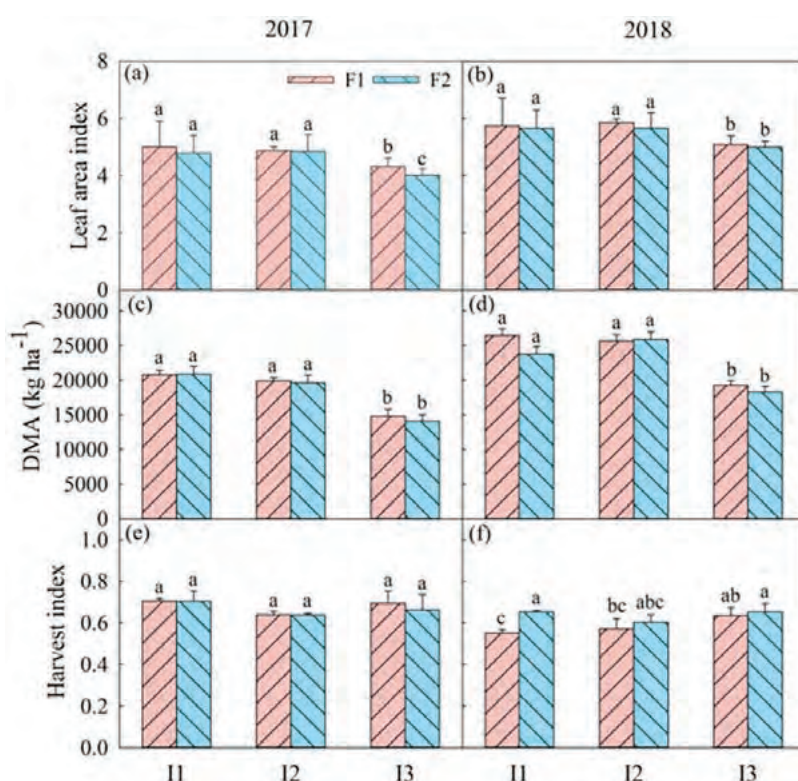 2017 2018
(a) (b)
F1 F2
8
6
4
2
0
Leaf area index
a a a a b c
a a a a b b
(c) (d)
30000
25000
20000
15000
10000
5000
0
DMA (kg ha⁻¹)
a a a a b b
a a a a b b
(e) (f)
1.0
0.8
0.6
0.4
0.2
0.0
Harvest index
a a a a a a
c a bc abc ab a
I1 I2 I3 I1 I2 I3